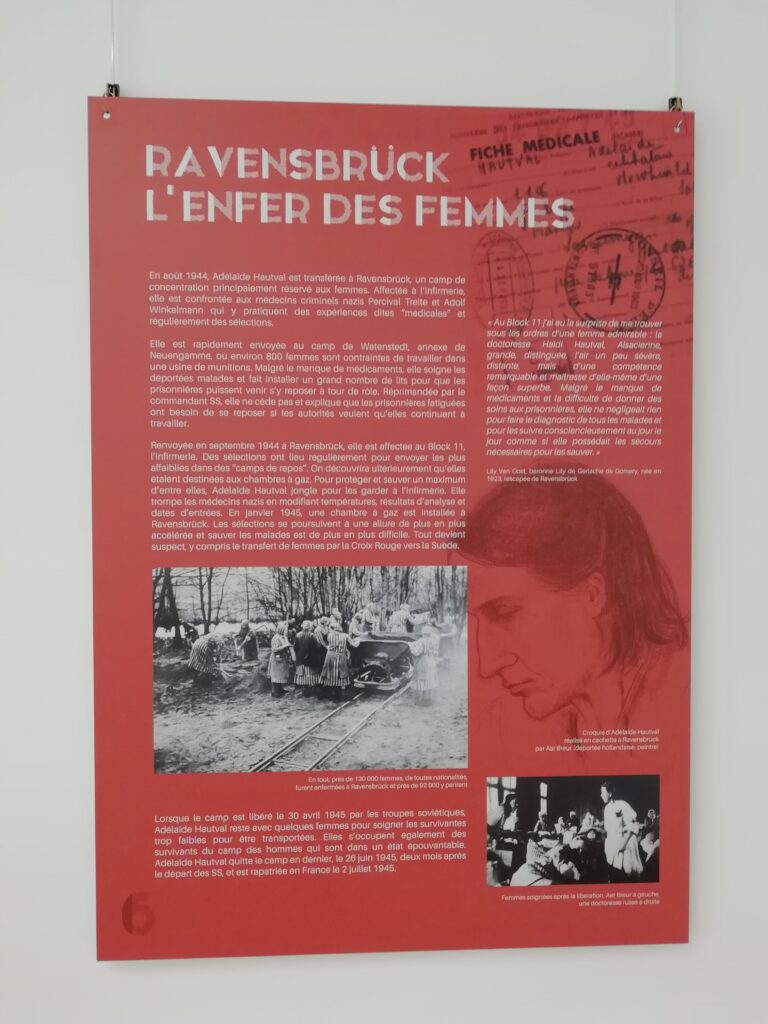 RAVENSBRÜCK
L'ENFER DES FEMMES
FICHE MÉDICALE
HAUTVAL
En août 1944, Adélaïde Hautval est transférée à Ravensbrück, un camp de
concentration principalement réservé aux femmes. Affectée à l'infirmerie,
elle est confrontée aux médecins criminels nazis Percival Treite et Adolf
Winkelmann qui y pratiquent des expériences dites "médicales" et
régulièrement des sélections.
Elle est rapidement envoyée au camp de Watenstedt, annexe de
Neuengamme, où environ 800 femmes sont contraintes de travailler dans
une usine de munitions. Malgré le manque de médicaments, elle soigne les
déportées malades et fait installer un grand nombre de lits pour que les
prisonnières puissent venir s'y reposer à tour de rôle. Réprimandée par le
commandant SS, elle ne cède pas et explique que les prisonnières fatiguées
ont besoin de se reposer si les autorités veulent qu'elles continuent à
travailler.
Renvoyée en septembre 1944 à Ravensbrück, elle est affectée au Block 11,
l'infirmerie. Des sélections ont lieu régulièrement pour envoyer les plus
affaiblies dans des "camps de repos". On découvrira ultérieurement qu'elles
étaient destinées aux chambres à gaz. Pour protéger et sauver un maximum
d'entre elles, Adélaïde Hautval jongle pour les garder à l'infirmerie. Elle
trompe les médecins nazis en modifiant températures, résultats d'analyse et
dates d'entrées. En janvier 1945, une chambre à gaz est installée à
Ravensbrück. Les sélections se poursuivent à une allure de plus en plus
accélérée et sauver les malades est de plus en plus difficile. Tout devient
suspect, y compris le transfert de femmes par la Croix Rouge vers la Suède.
« Au Block 11 j'ai eu la surprise de me trouver
sous les ordres d'une femme admirable : la
doctoresse Haïdi Hautval, Alsacienne,
grande, distinguée, l'air un peu sévère,
distante, mais d'une compétence
remarquable et maîtresse d'elle-même d'une
façon superbe. Malgré le manque de
médicaments et la difficulté de donner des
soins aux prisonnières, elle ne négligeait rien
pour faire le diagnostic de tous les malades et
pour les suivre consciencieusement au jour le
jour comme si elle possédait les secours
nécessaires pour les sauver. »
Lily Van Oost, baronne Lily de Gerlache de Gomery, née en
1923, rescapée de Ravensbrück
En tout, près de 130 000 femmes, de toutes nationalités,
furent enfermées à Ravensbrück et près de 92 000 y périrent
Croquis d'Adélaïde Hautval
réalisé en cachette à Ravensbrück
par Aat Breur (déportée hollandaise, peintre)
Lorsque le camp est libéré le 30 avril 1945 par les troupes soviétiques,
Adélaïde Hautval reste avec quelques femmes pour soigner les survivantes
trop faibles pour être transportées. Elles s'occupent également des
survivants du camp des hommes qui sont dans un état épouvantable.
Adélaïde Hautval quitte le camp en dernier, le 26 juin 1945, deux mois après
le départ des SS, et est rapatriée en France le 2 juillet 1945.
Femmes soignées après la libération, Aat Breur à gauche,
une doctoresse russe à droite
6